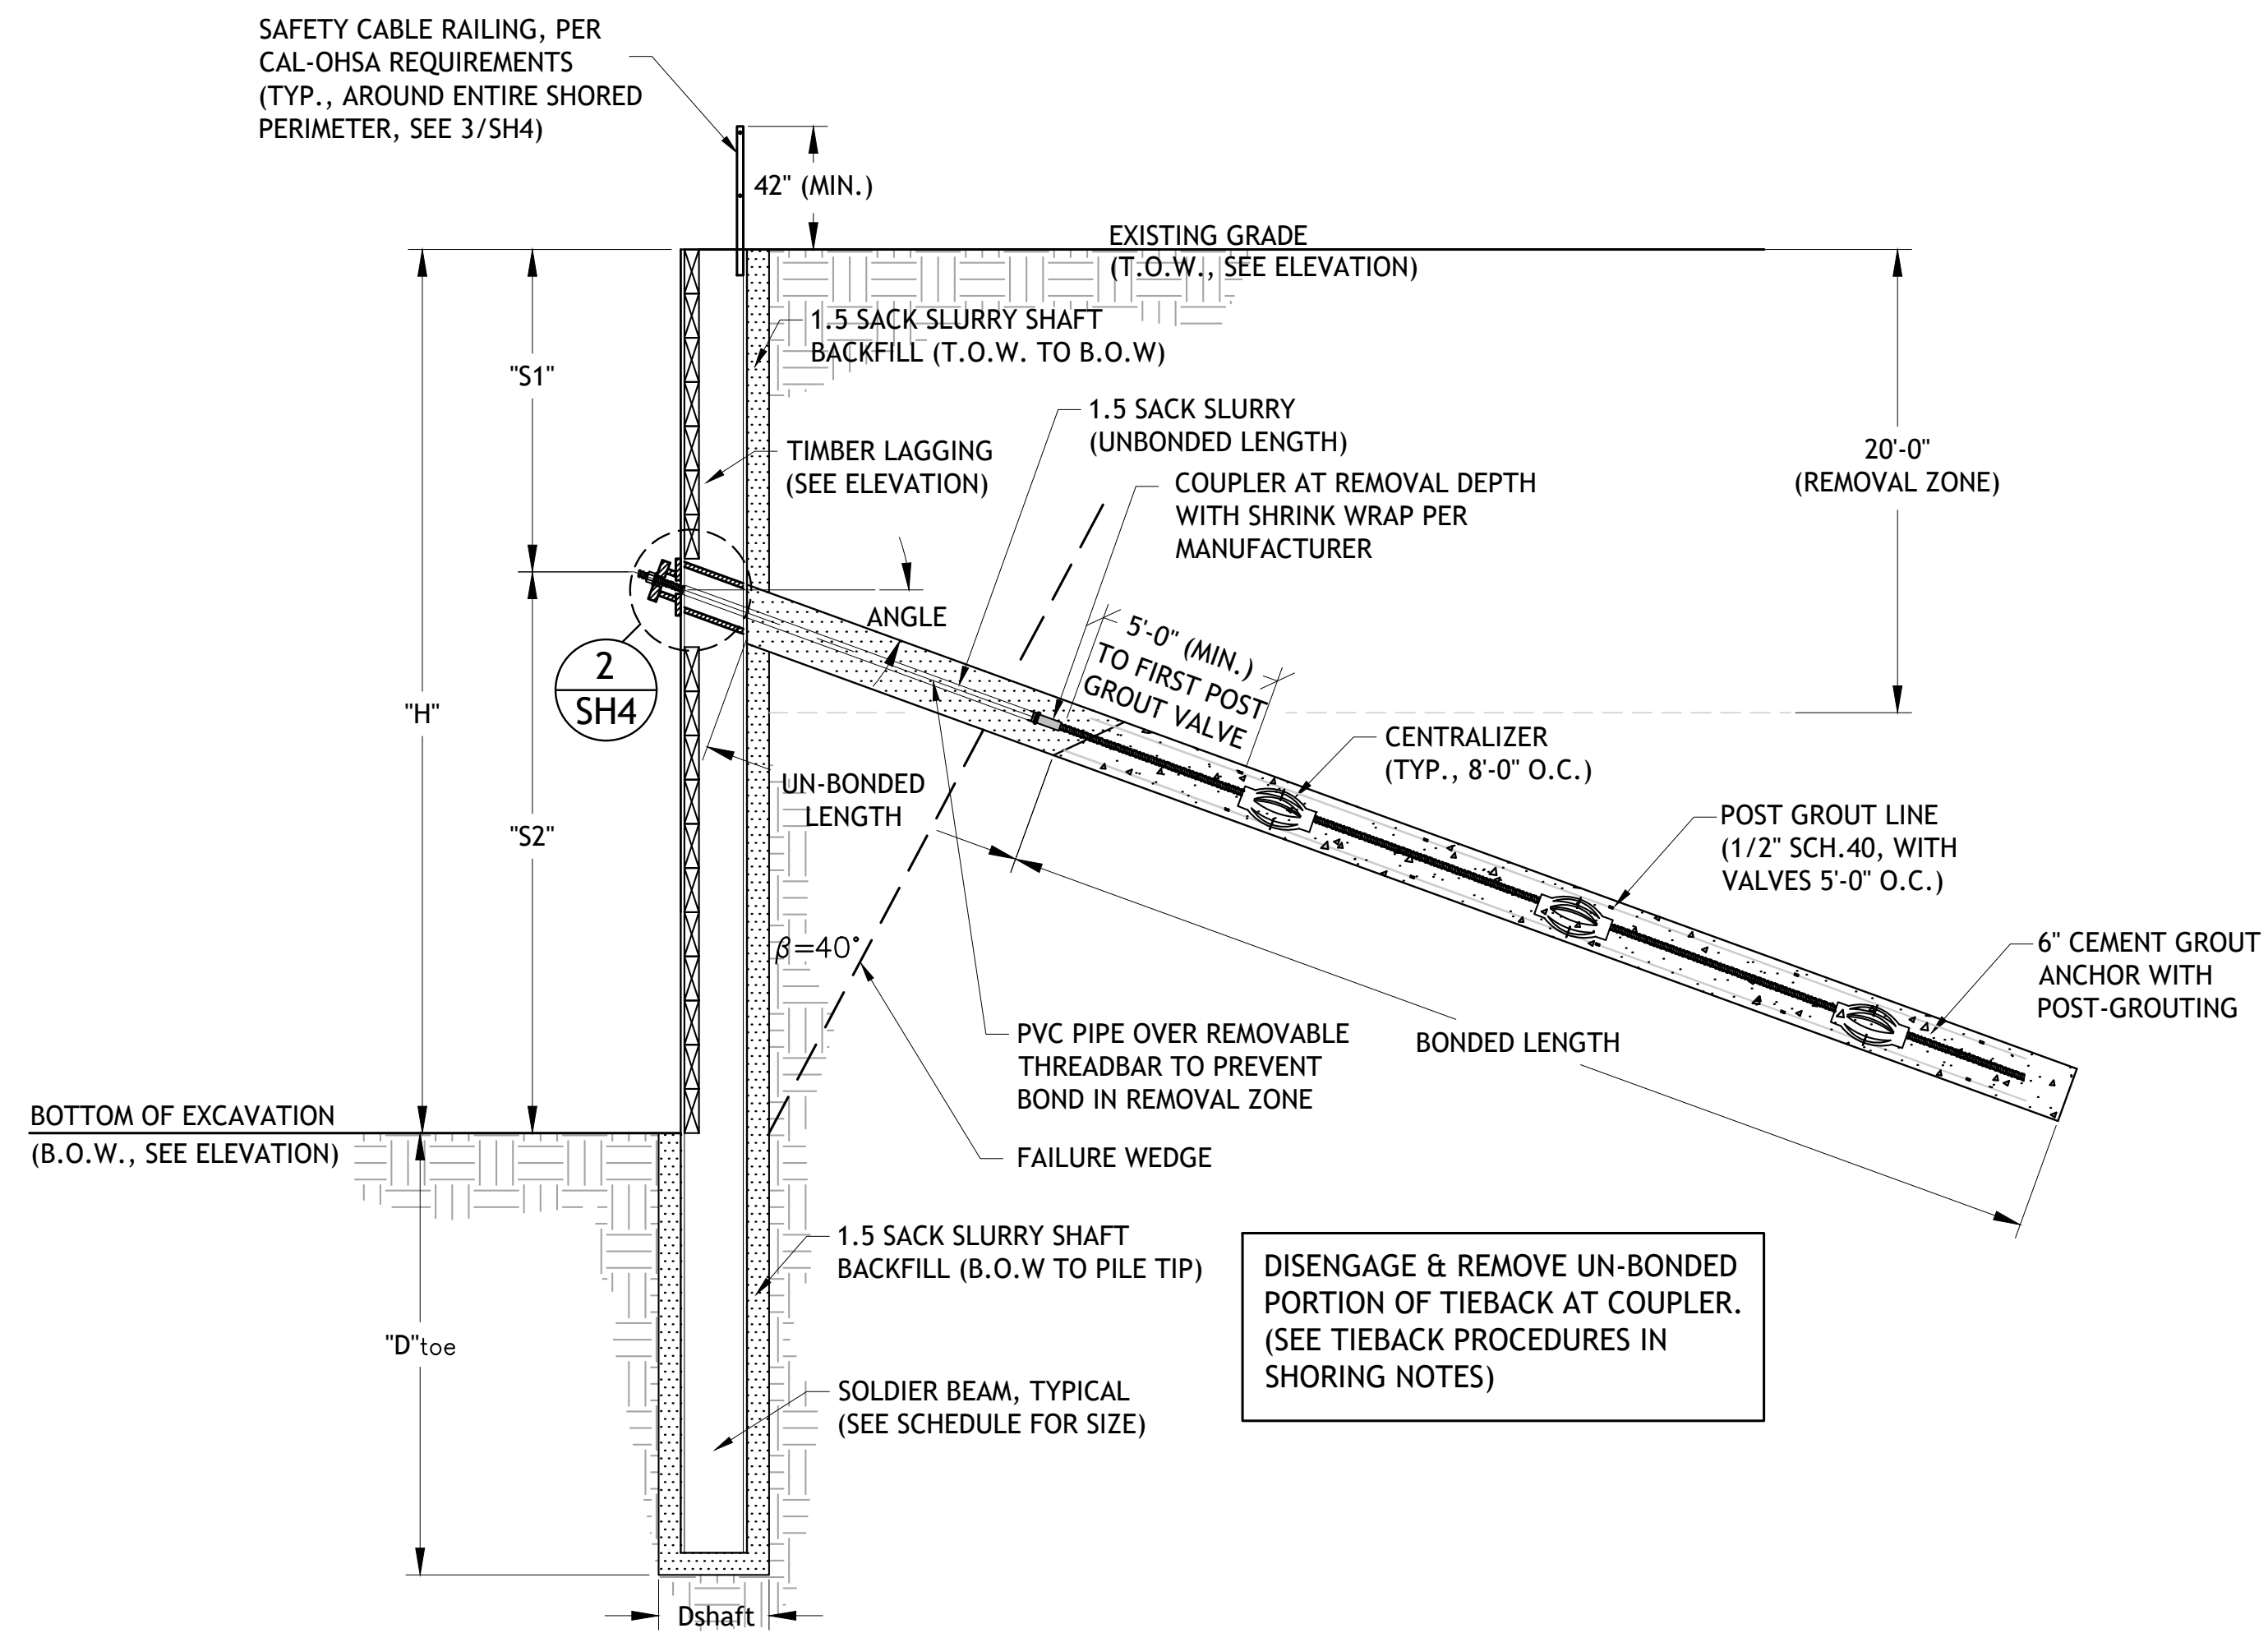 SAFETY CABLE RAILING, PER
CAL-OHSA REQUIREMENTS
(TYP., AROUND ENTIRE SHORED
PERIMETER, SEE 3/SH4)
42" (MIN.)
EXISTING GRADE
(T.O.W., SEE ELEVATION)
1.5 SACK SLURRY SHAFT
BACKFILL (T.O.W. TO B.O.W)
"S1"
1.5 SACK SLURRY
(UNBONDED LENGTH)
TIMBER LAGGING
(SEE ELEVATION)
20'-0"
(REMOVAL ZONE)
COUPLER AT REMOVAL DEPTH
WITH SHRINK WRAP PER
MANUFACTURER
ANGLE
5'-0" (MIN.)
TO FIRST POST
GROUT VALVE
2
SH4
"H"
CENTRALIZER
(TYP., 8'-0" O.C.)
UN-BONDED
LENGTH
"S2"
POST GROUT LINE
(1/2" SCH.40, WITH
VALVES 5'-0" O.C.)
β=40°
6" CEMENT GROUT
ANCHOR WITH
POST-GROUTING
PVC PIPE OVER REMOVABLE
THREADBAR TO PREVENT
BOND IN REMOVAL ZONE
BONDED LENGTH
BOTTOM OF EXCAVATION
(B.O.W., SEE ELEVATION)
FAILURE WEDGE
1.5 SACK SLURRY SHAFT
BACKFILL (B.O.W TO PILE TIP)
DISENGAGE & REMOVE UN-BONDED
PORTION OF TIEBACK AT COUPLER.
(SEE TIEBACK PROCEDURES IN
SHORING NOTES)
"D"toe
SOLDIER BEAM, TYPICAL
(SEE SCHEDULE FOR SIZE)
Dshaft